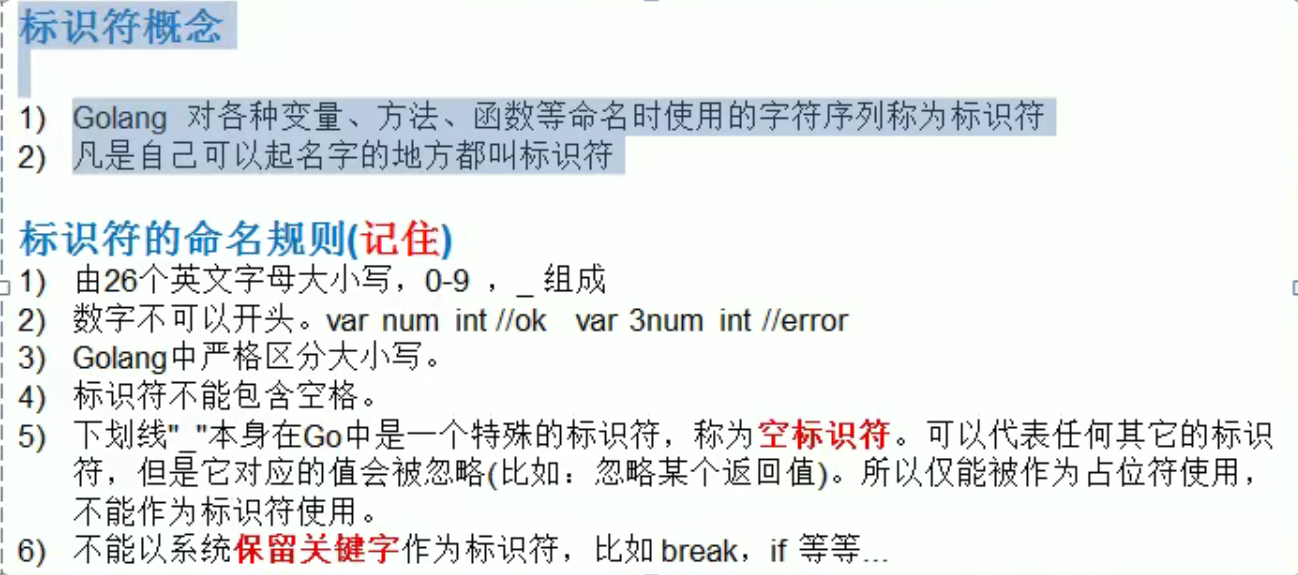 标识符概念
1) Golang 对各种变量、方法、函数等命名时使用的字符序列称为标识符
2) 凡是自己可以起名字的地方都叫标识符
标识符的命名规则(记住)
1) 由26个英文字母大小写，0-9 ，_ 组成
2) 数字不可以开头。var num int //ok var 3num int //error
3) Golang中严格区分大小写。
4) 标识符不能包含空格。
5) 下划线"_"本身在Go中是一个特殊的标识符，称为空标识符。可以代表任何其它的标识
符，但是它对应的值会被忽略(比如：忽略某个返回值)。所以仅能被作为占位符使用，
不能作为标识符使用。
6) 不能以系统保留关键字作为标识符，比如 break，if 等等...